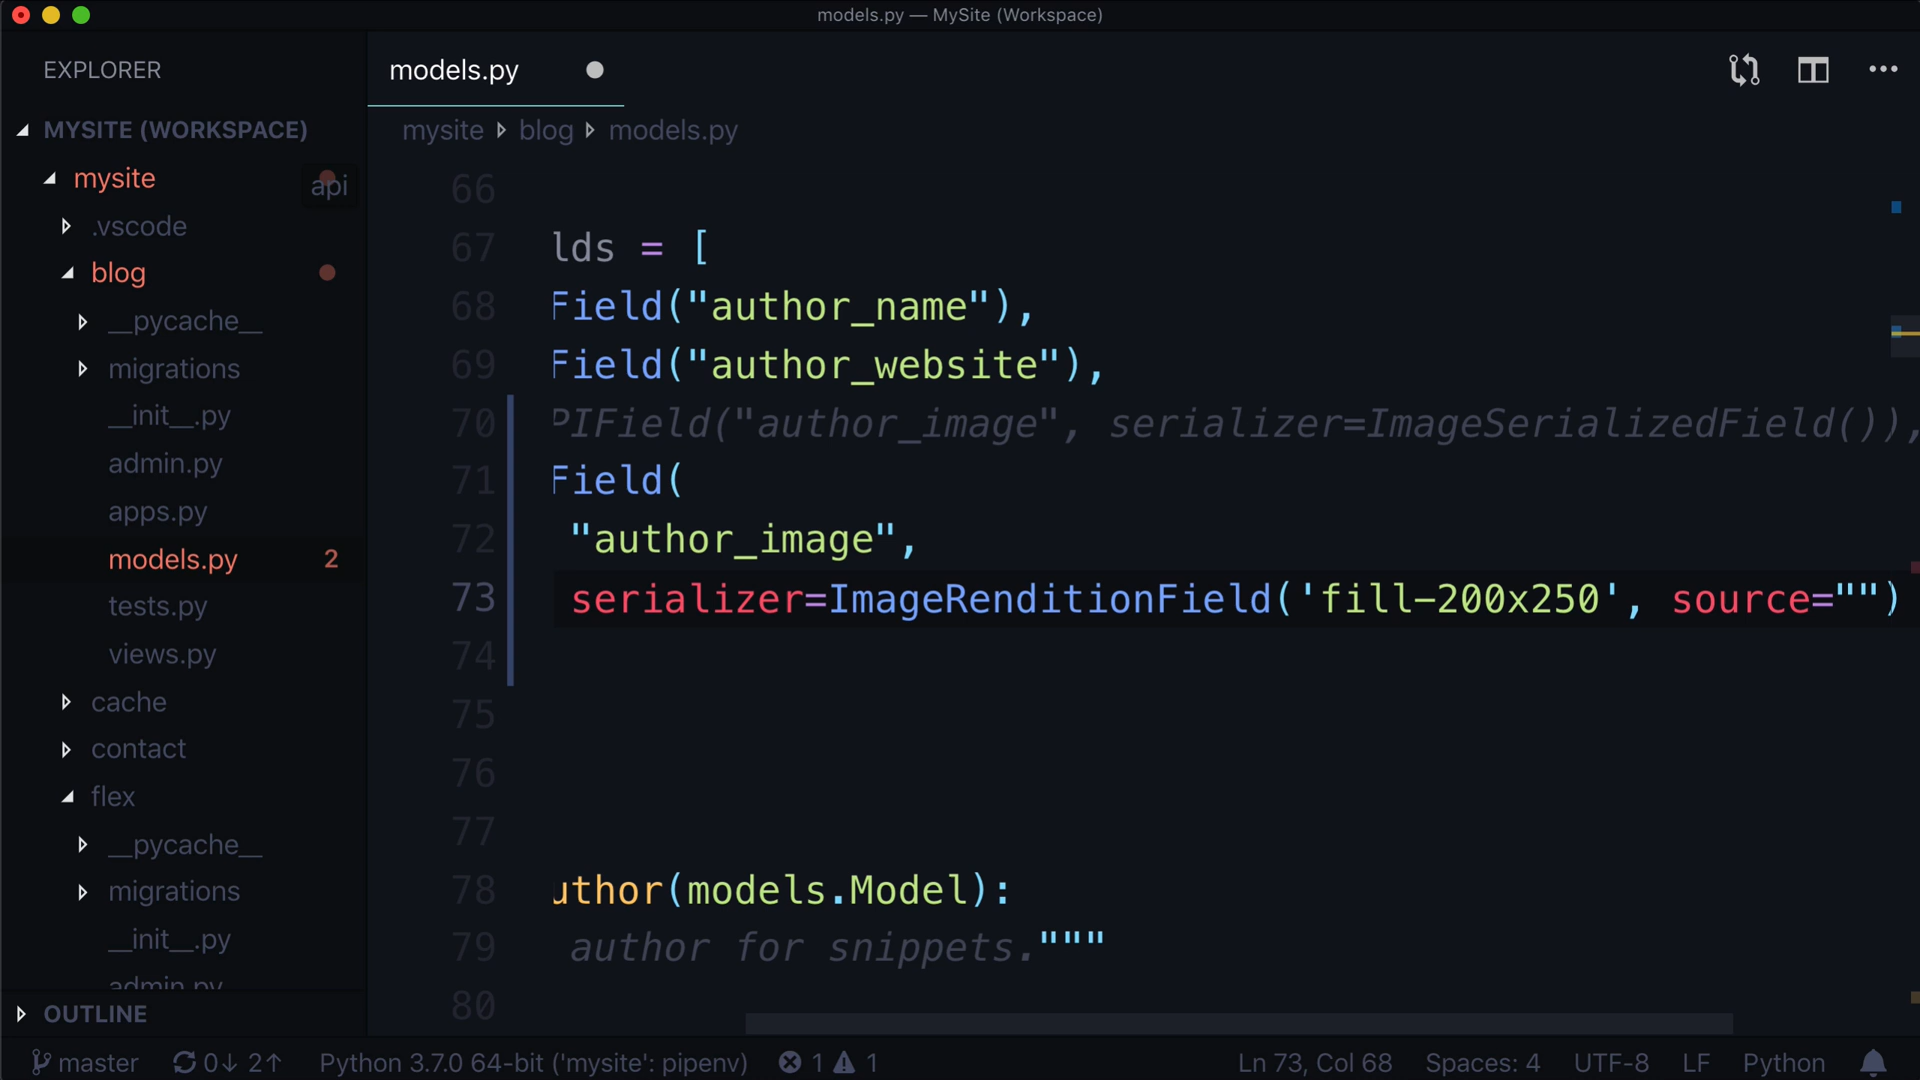 models.py — MySite (Workspace)
EXPLORER
MYSITE (WORKSPACE)
mysite
api
.vscode
blog
__pycache__
migrations
__init__.py
admin.py
apps.py
models.py 2
tests.py
views.py
cache
contact
flex
__pycache__
migrations
__init__.py
admin.py
OUTLINE
models.py
mysite blog models.py
66
67 lds = [
68 Field("author_name"),
69 Field("author_website"),
70 PIField("author_image", serializer=ImageSerializedField()),
71 Field(
72 "author_image",
73 serializer=ImageRenditionField('fill-200x250', source="")
74
75
76
77
78 uthor(models.Model):
79 author for snippets."""
80
master 0↓ 2↑ Python 3.7.0 64-bit ('mysite': pipenv) 1 1 Ln 73, Col 68 Spaces: 4 UTF-8 LF Python